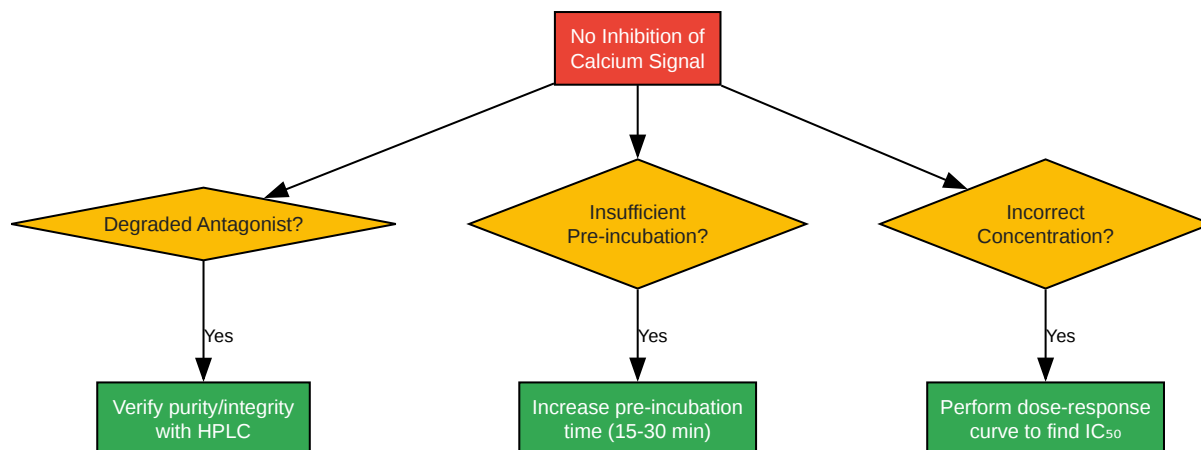 No Inhibition of
Calcium Signal
Degraded Antagonist?
Insufficient
Pre-incubation?
Incorrect
Concentration?
Yes
Yes
Yes
Verify purity/integrity
with HPLC
Increase pre-incubation
time (15-30 min)
Perform dose-response
curve to find IC₅₀